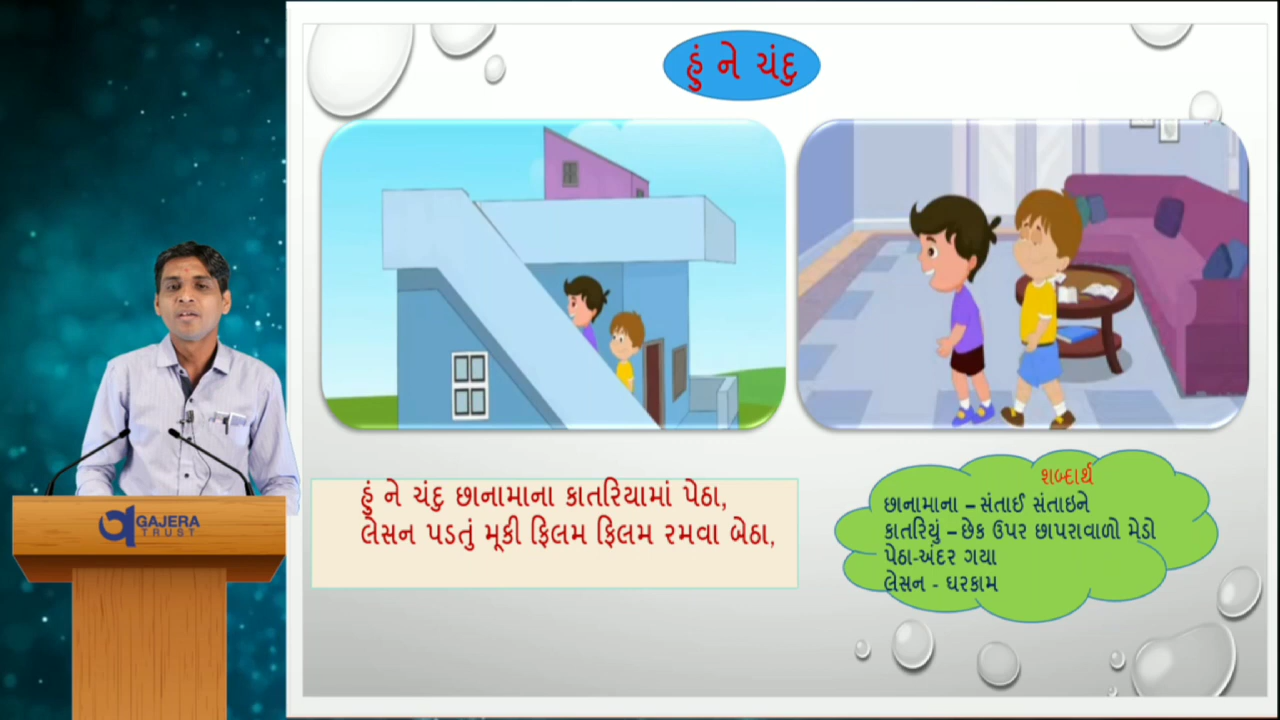 હું ને ચંદુ
હું ને ચંદુ છાનામાના કાતરિયામાં પેઠા,
લેસન પડતું મૂકી ફિલમ ફિલમ રમવા બેઠા,
શબ્દાર્થ
છાનામાના – સંતાઈ સંતાઇને
કાતરિયું – છેક ઉપર છાપરાવાળો મેડો
પેઠા-અંદર ગયા
લેસન - ઘરકામ
GAJERA
TRUST